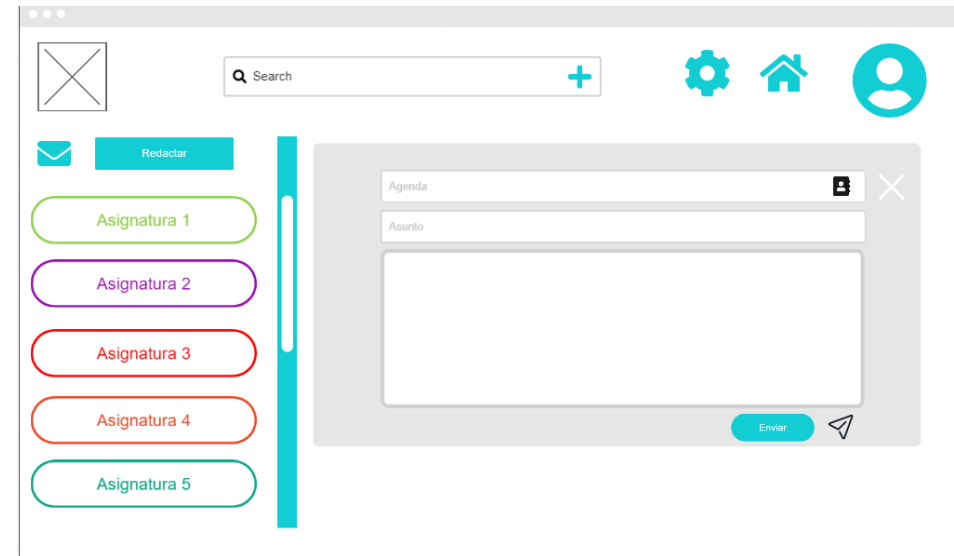 Search
Redactar
Asignatura 1
Asignatura 2
Asignatura 3
Asignatura 4
Asignatura 5
Agenda
Asunto
Enviar